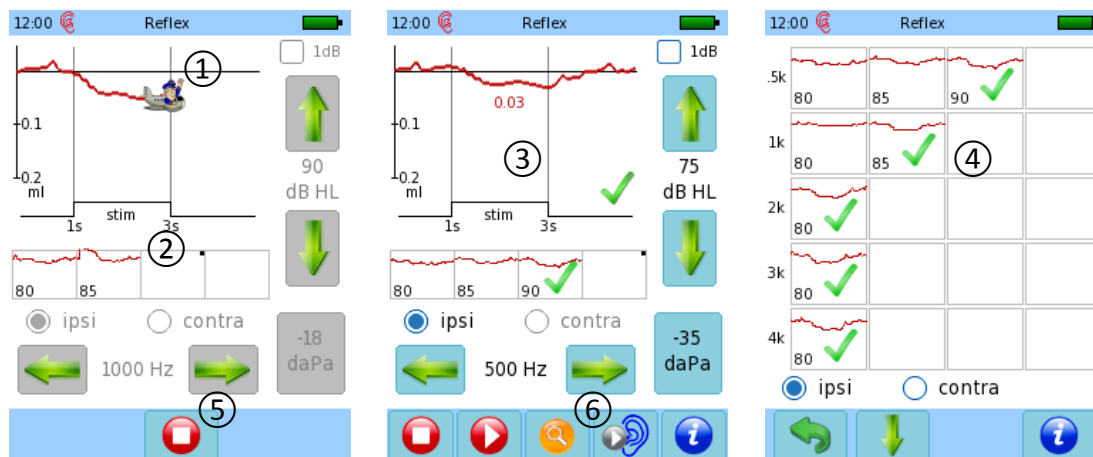 12:00 Reflex
1dB
①
0.1
90
dB HL
0.2
ml
stim
1s 3s
②
80 85
ipsi contra
1000 Hz
-18
daPa
⑤
12:00 Reflex
1dB
0.03
0.1
③
75
dB HL
0.2
ml
stim
1s 3s
80 85 90
ipsi contra
500 Hz
-35
daPa
⑥
i
12:00 Reflex
.5k
80 85 90
1k
80 85
④
2k
80
3k
80
4k
80
ipsi contra
i